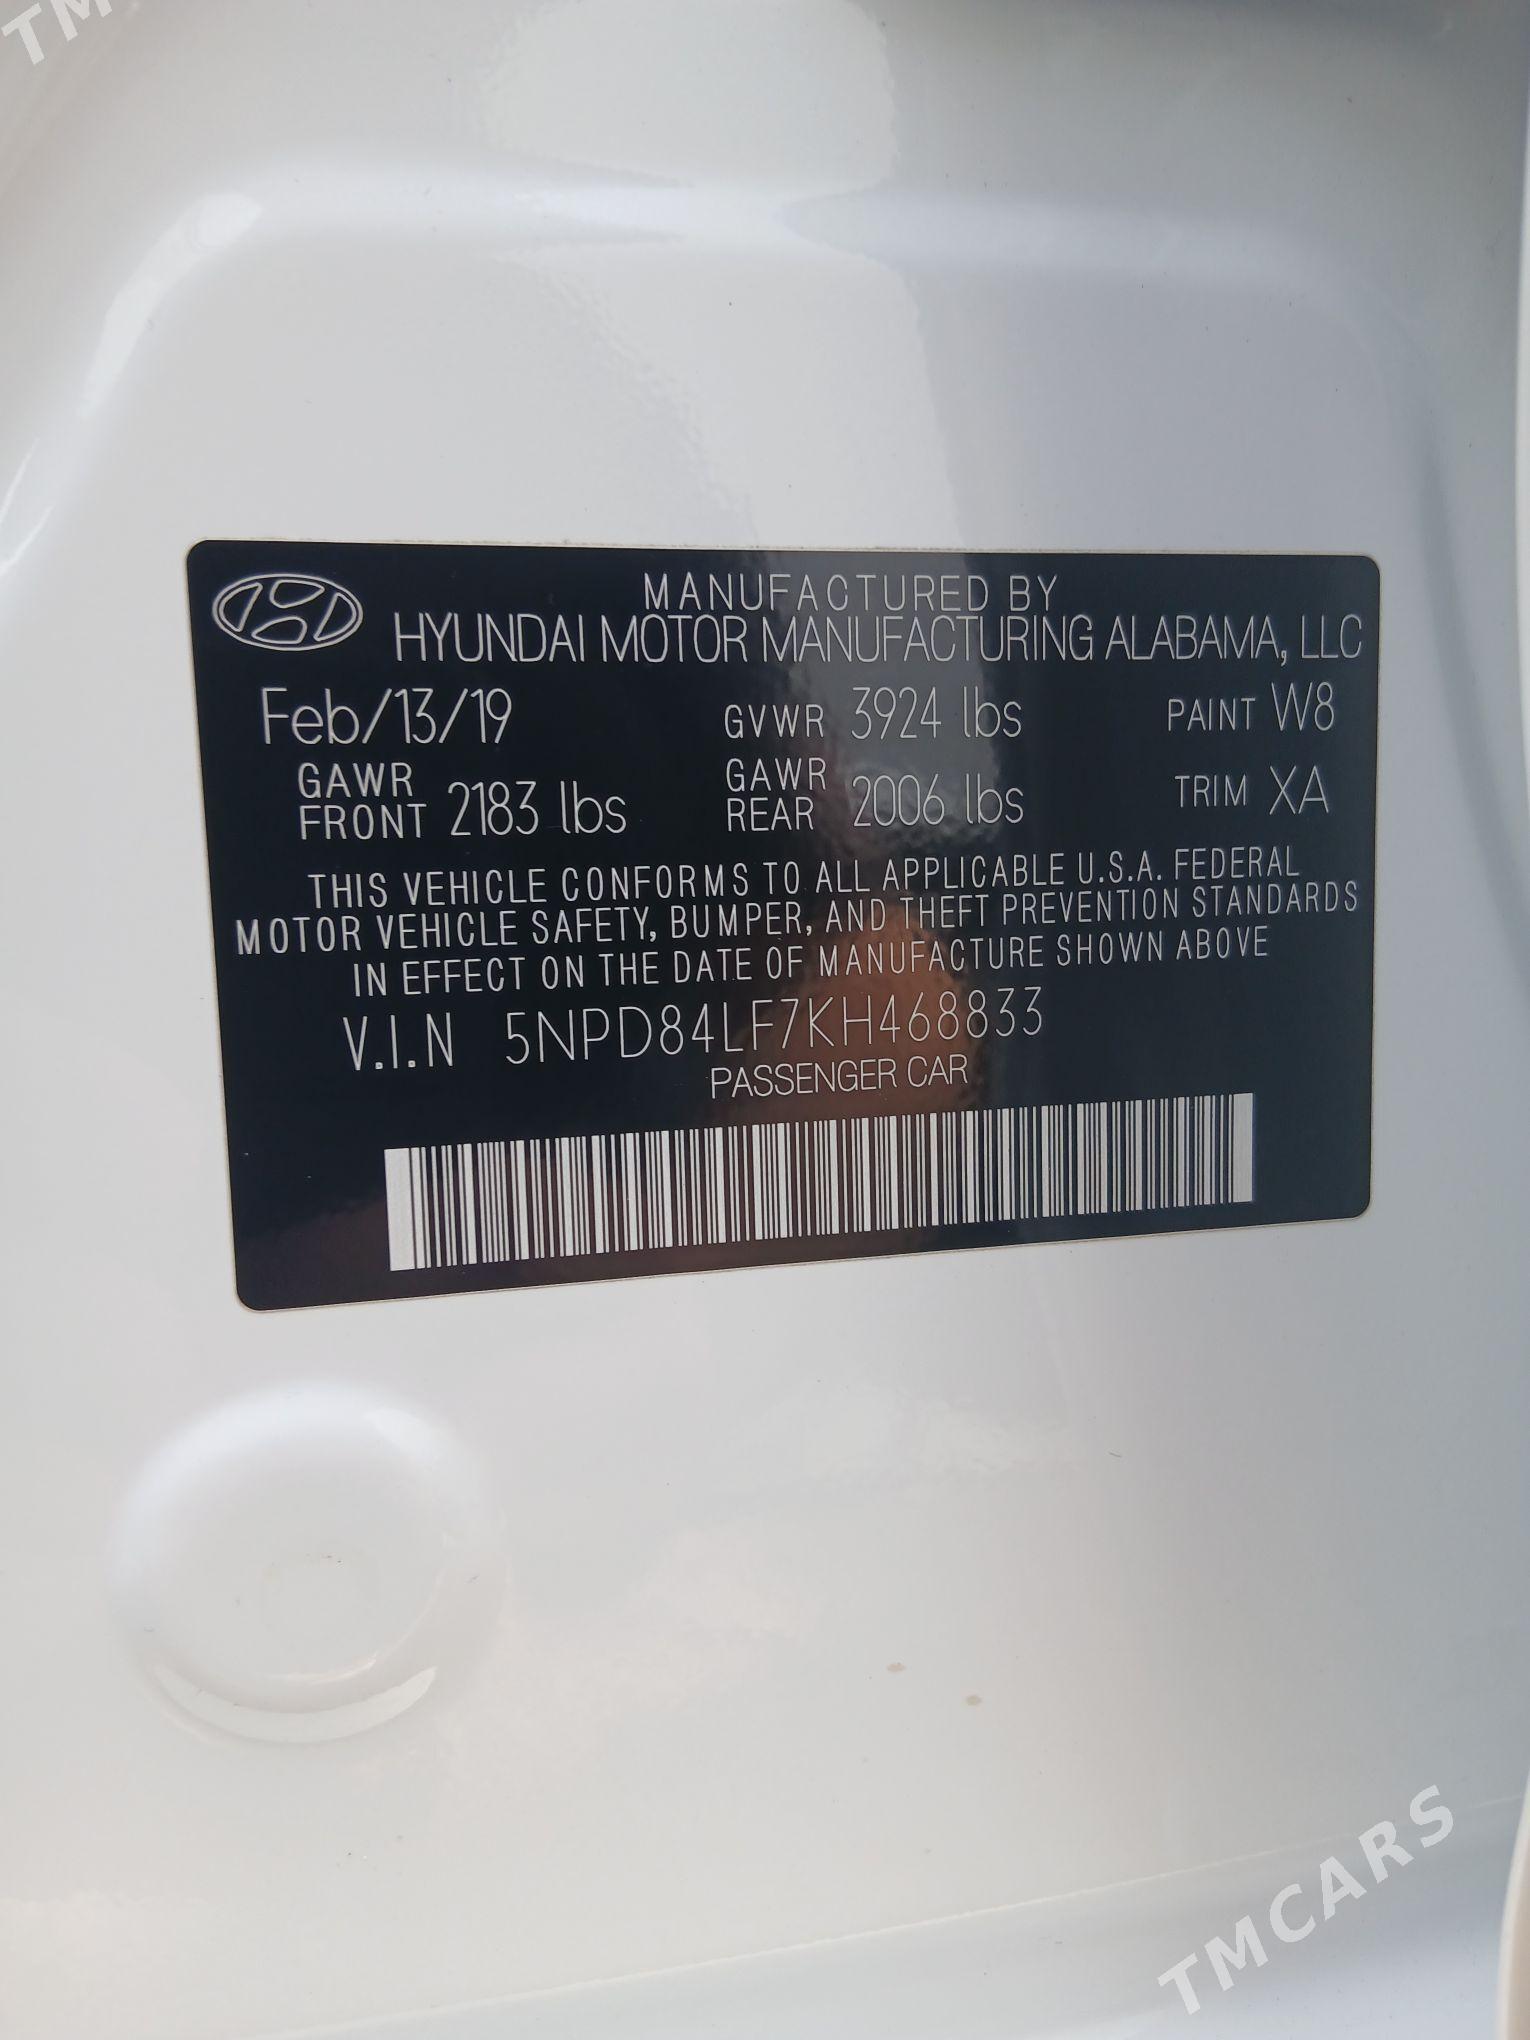 TM
MANUFACTURED BY
HYUNDAI MOTOR MANUFACTURING ALABAMA, LLC
Feb/13/19 GVWR 3924 lbs PAINT W8
GAWR FRONT 2183 lbs GAWR REAR 2006 lbs TRIM XA
THIS VEHICLE CONFORMS TO ALL APPLICABLE U.S.A. FEDERAL
MOTOR VEHICLE SAFETY, BUMPER, AND THEFT PREVENTION STANDARDS
IN EFFECT ON THE DATE OF MANUFACTURE SHOWN ABOVE
V.I.N 5NPD84LF7KH468833
PASSENGER CAR
TMCARS